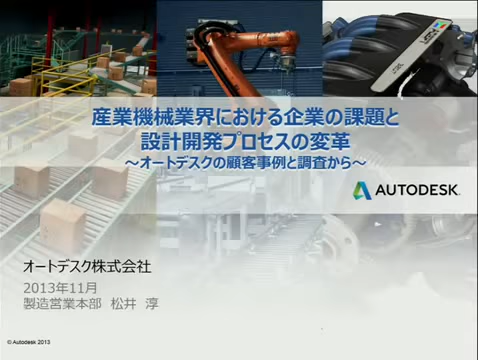 産業機械業界における企業の課題と
設計開発プロセスの変革
～オートデスクの顧客事例と調査から～
AUTODESK
オートデスク株式会社
2013年11月
製造営業本部 松井 淳
© Autodesk 2013